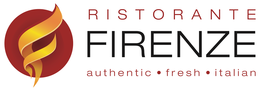 RISTORANTE
FIRENZE
authentic • fresh • italian